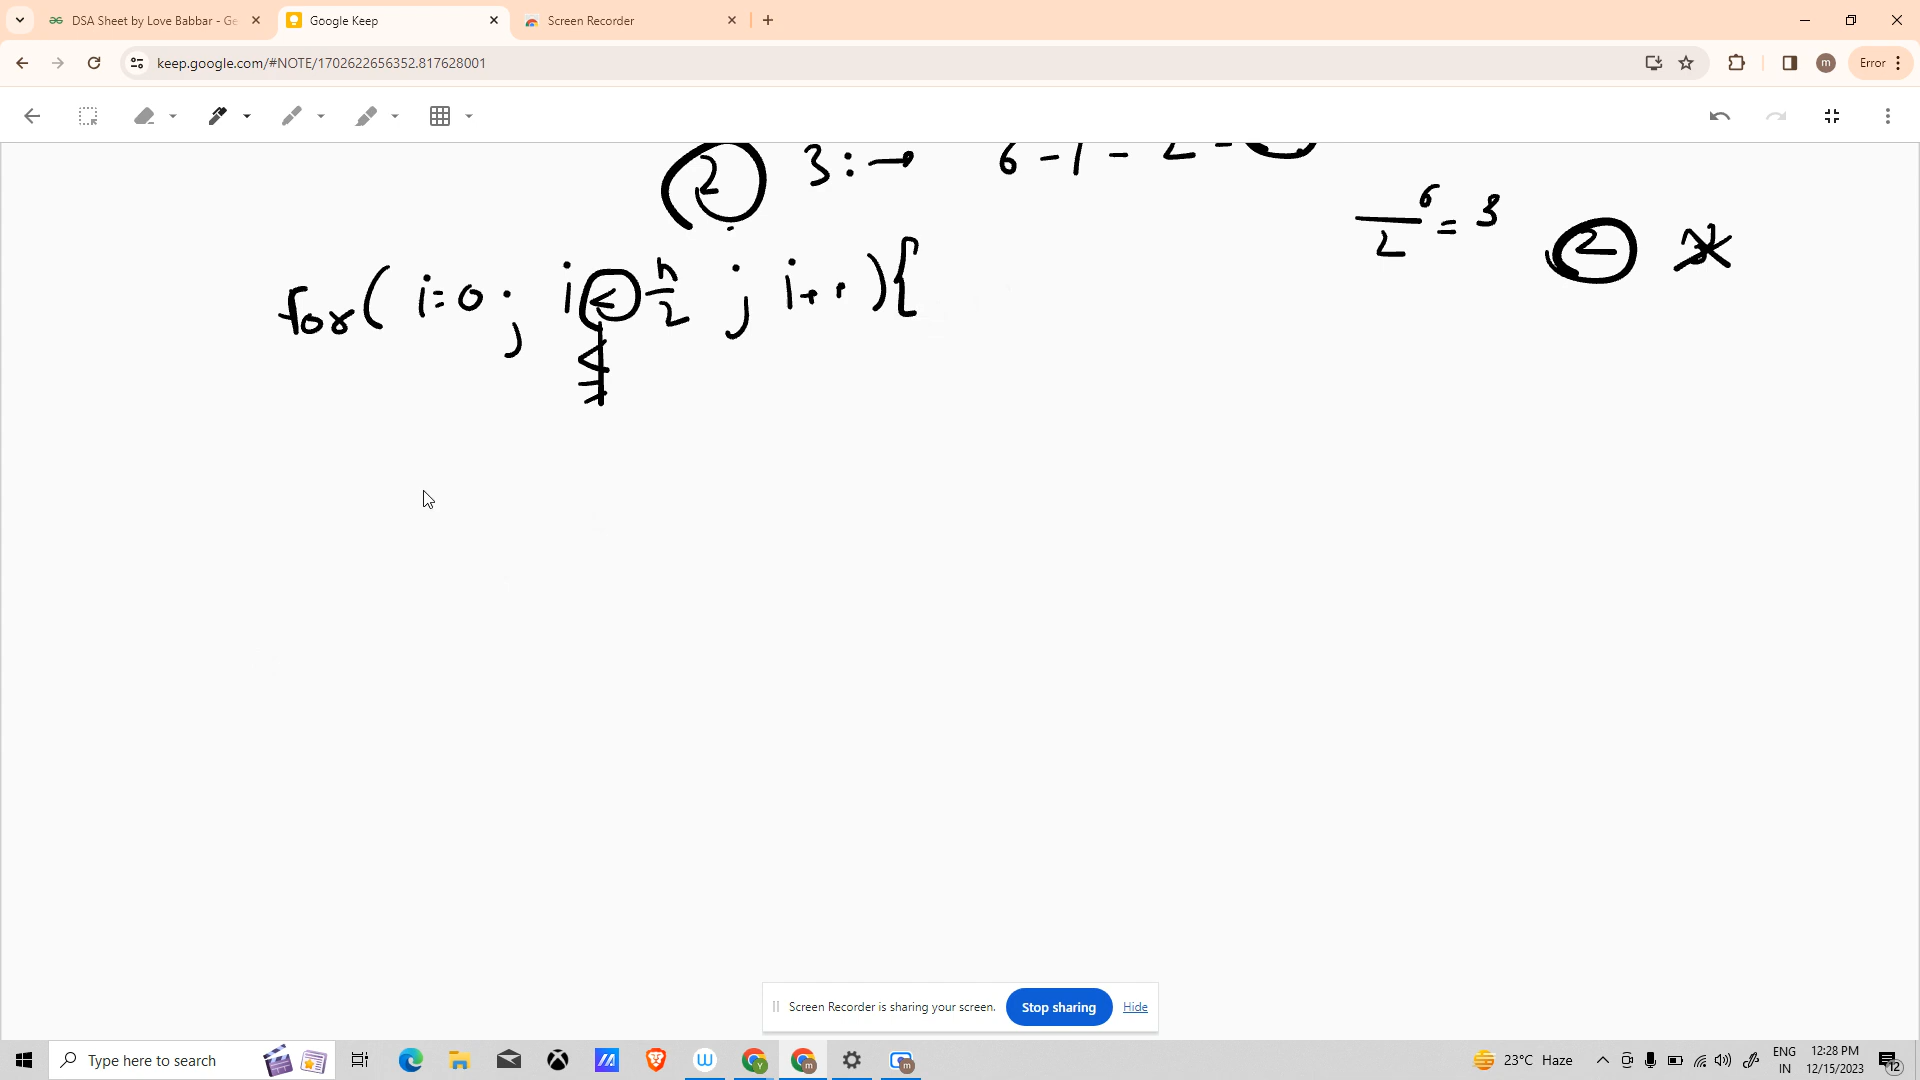 DSA Sheet by Love Babbar - Ge
Google Keep
Screen Recorder
keep.google.com/#NOTE/1702622656352.817628001
m
Error
2 3:→ 6-1-2-
6
2 = 3 2
for( i=0; i<n/2; i++){
<=
Screen Recorder is sharing your screen. Stop sharing Hide
Type here to search
23°C Haze
ENG
IN
12:28 PM
12/15/2023
12